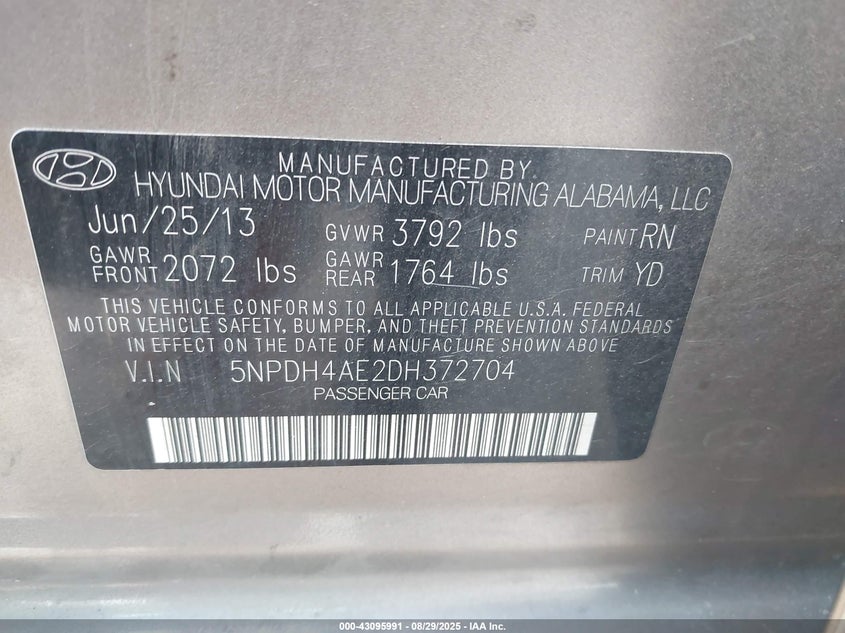 MANUFACTURED BY
HYUNDAI MOTOR MANUFACTURING ALABAMA, LLC
Jun/25/13 GVWR 3792 lbs PAINT RN
GAWR FRONT 2072 lbs GAWR REAR 1764 lbs TRIM YD
THIS VEHICLE CONFORMS TO ALL APPLICABLE U.S.A. FEDERAL
MOTOR VEHICLE SAFETY, BUMPER, AND THEFT PREVENTION STANDARDS
IN EFFECT ON THE DATE OF MANUFACTURE SHOWN ABOVE
V.I.N 5NPDH4AE2DH372704
PASSENGER CAR
000-43095991 - 08/29/2025 - IAA Inc.